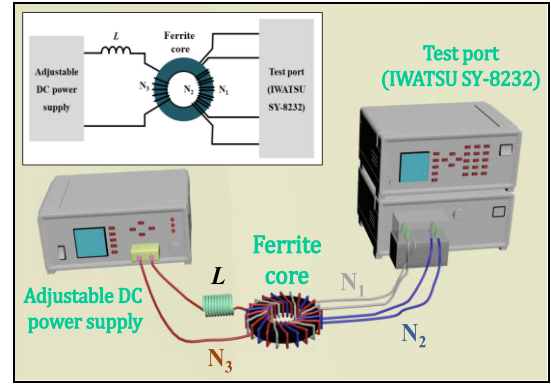 L
Ferrite
core
Adjustable
DC power
supply
N3
N2
N1
Test port
(IWATSU
SY-8232)
Test port
(IWATSU SY-8232)
Ferrite
core
L
N1
Adjustable DC
power supply
N2
N3